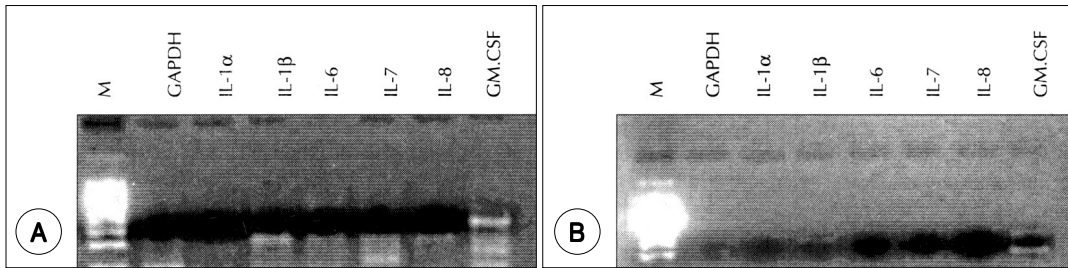 M
GAPDH
IL-1α
IL-1β
IL-6
IL-7
IL-8
GM.CSF
A
M
GAPDH
IL-1α
IL-1β
IL-6
IL-7
IL-8
GM.CSF
B